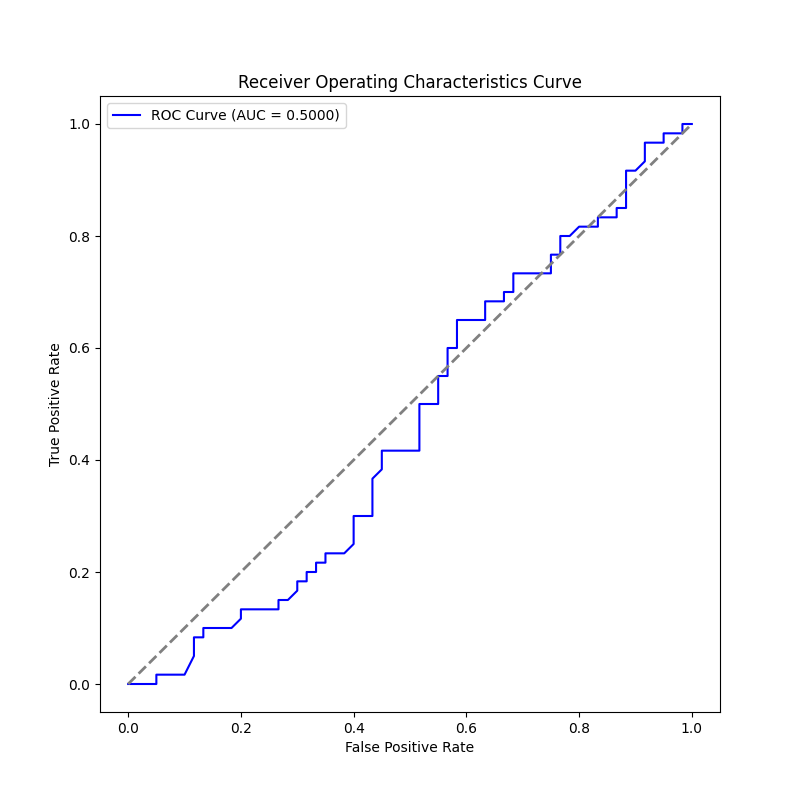 Receiver Operating Characteristics Curve
ROC Curve (AUC = 0.5000)
True Positive Rate
1.0
0.8
0.6
0.4
0.2
0.0
0.0 0.2 0.4 0.6 0.8 1.0
False Positive Rate